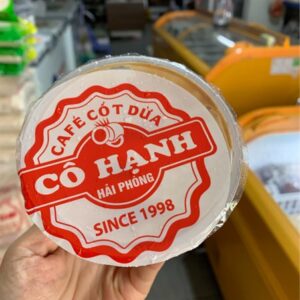 CAFÉ CỐT DỪA
CÔ HẠNH
HẢI PHÒNG
SINCE 1998